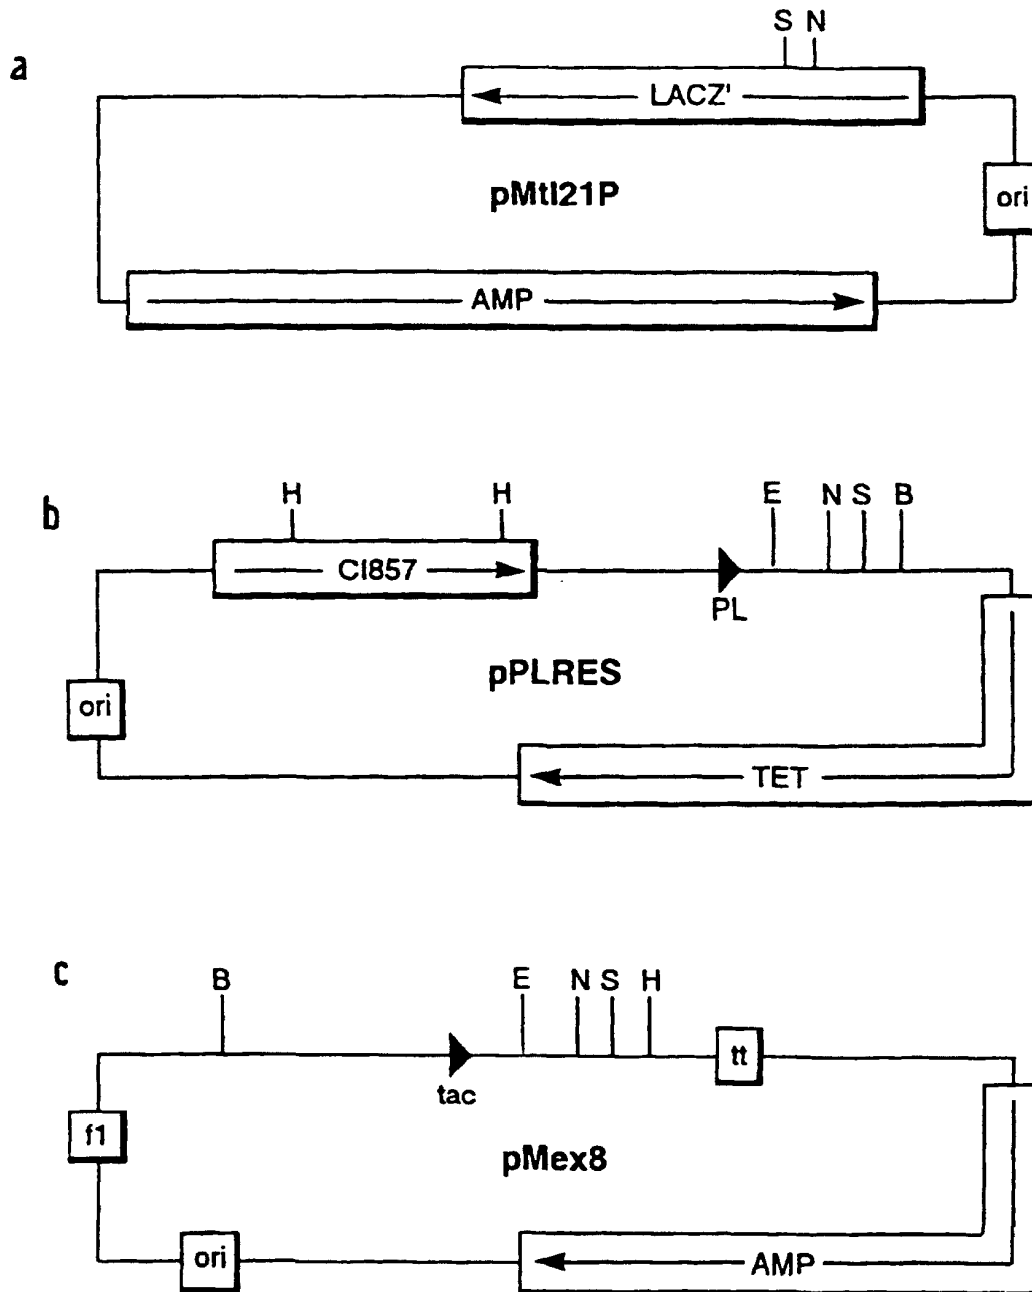 a
S N
LACZ'
pMtl21P
ori
AMP
b
H H E N S B
CI857
PL
pPLRES
ori
TET
c
B E N S H
tt
tac
f1
pMex8
ori
AMP